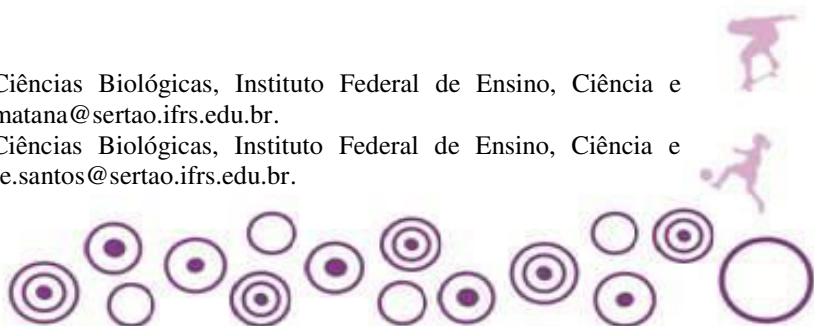 Ciências Biológicas, Instituto Federal de Ensino, Ciência e
matana@sertao.ifrs.edu.br.
Ciências Biológicas, Instituto Federal de Ensino, Ciência e
e.santos@sertao.ifrs.edu.br.